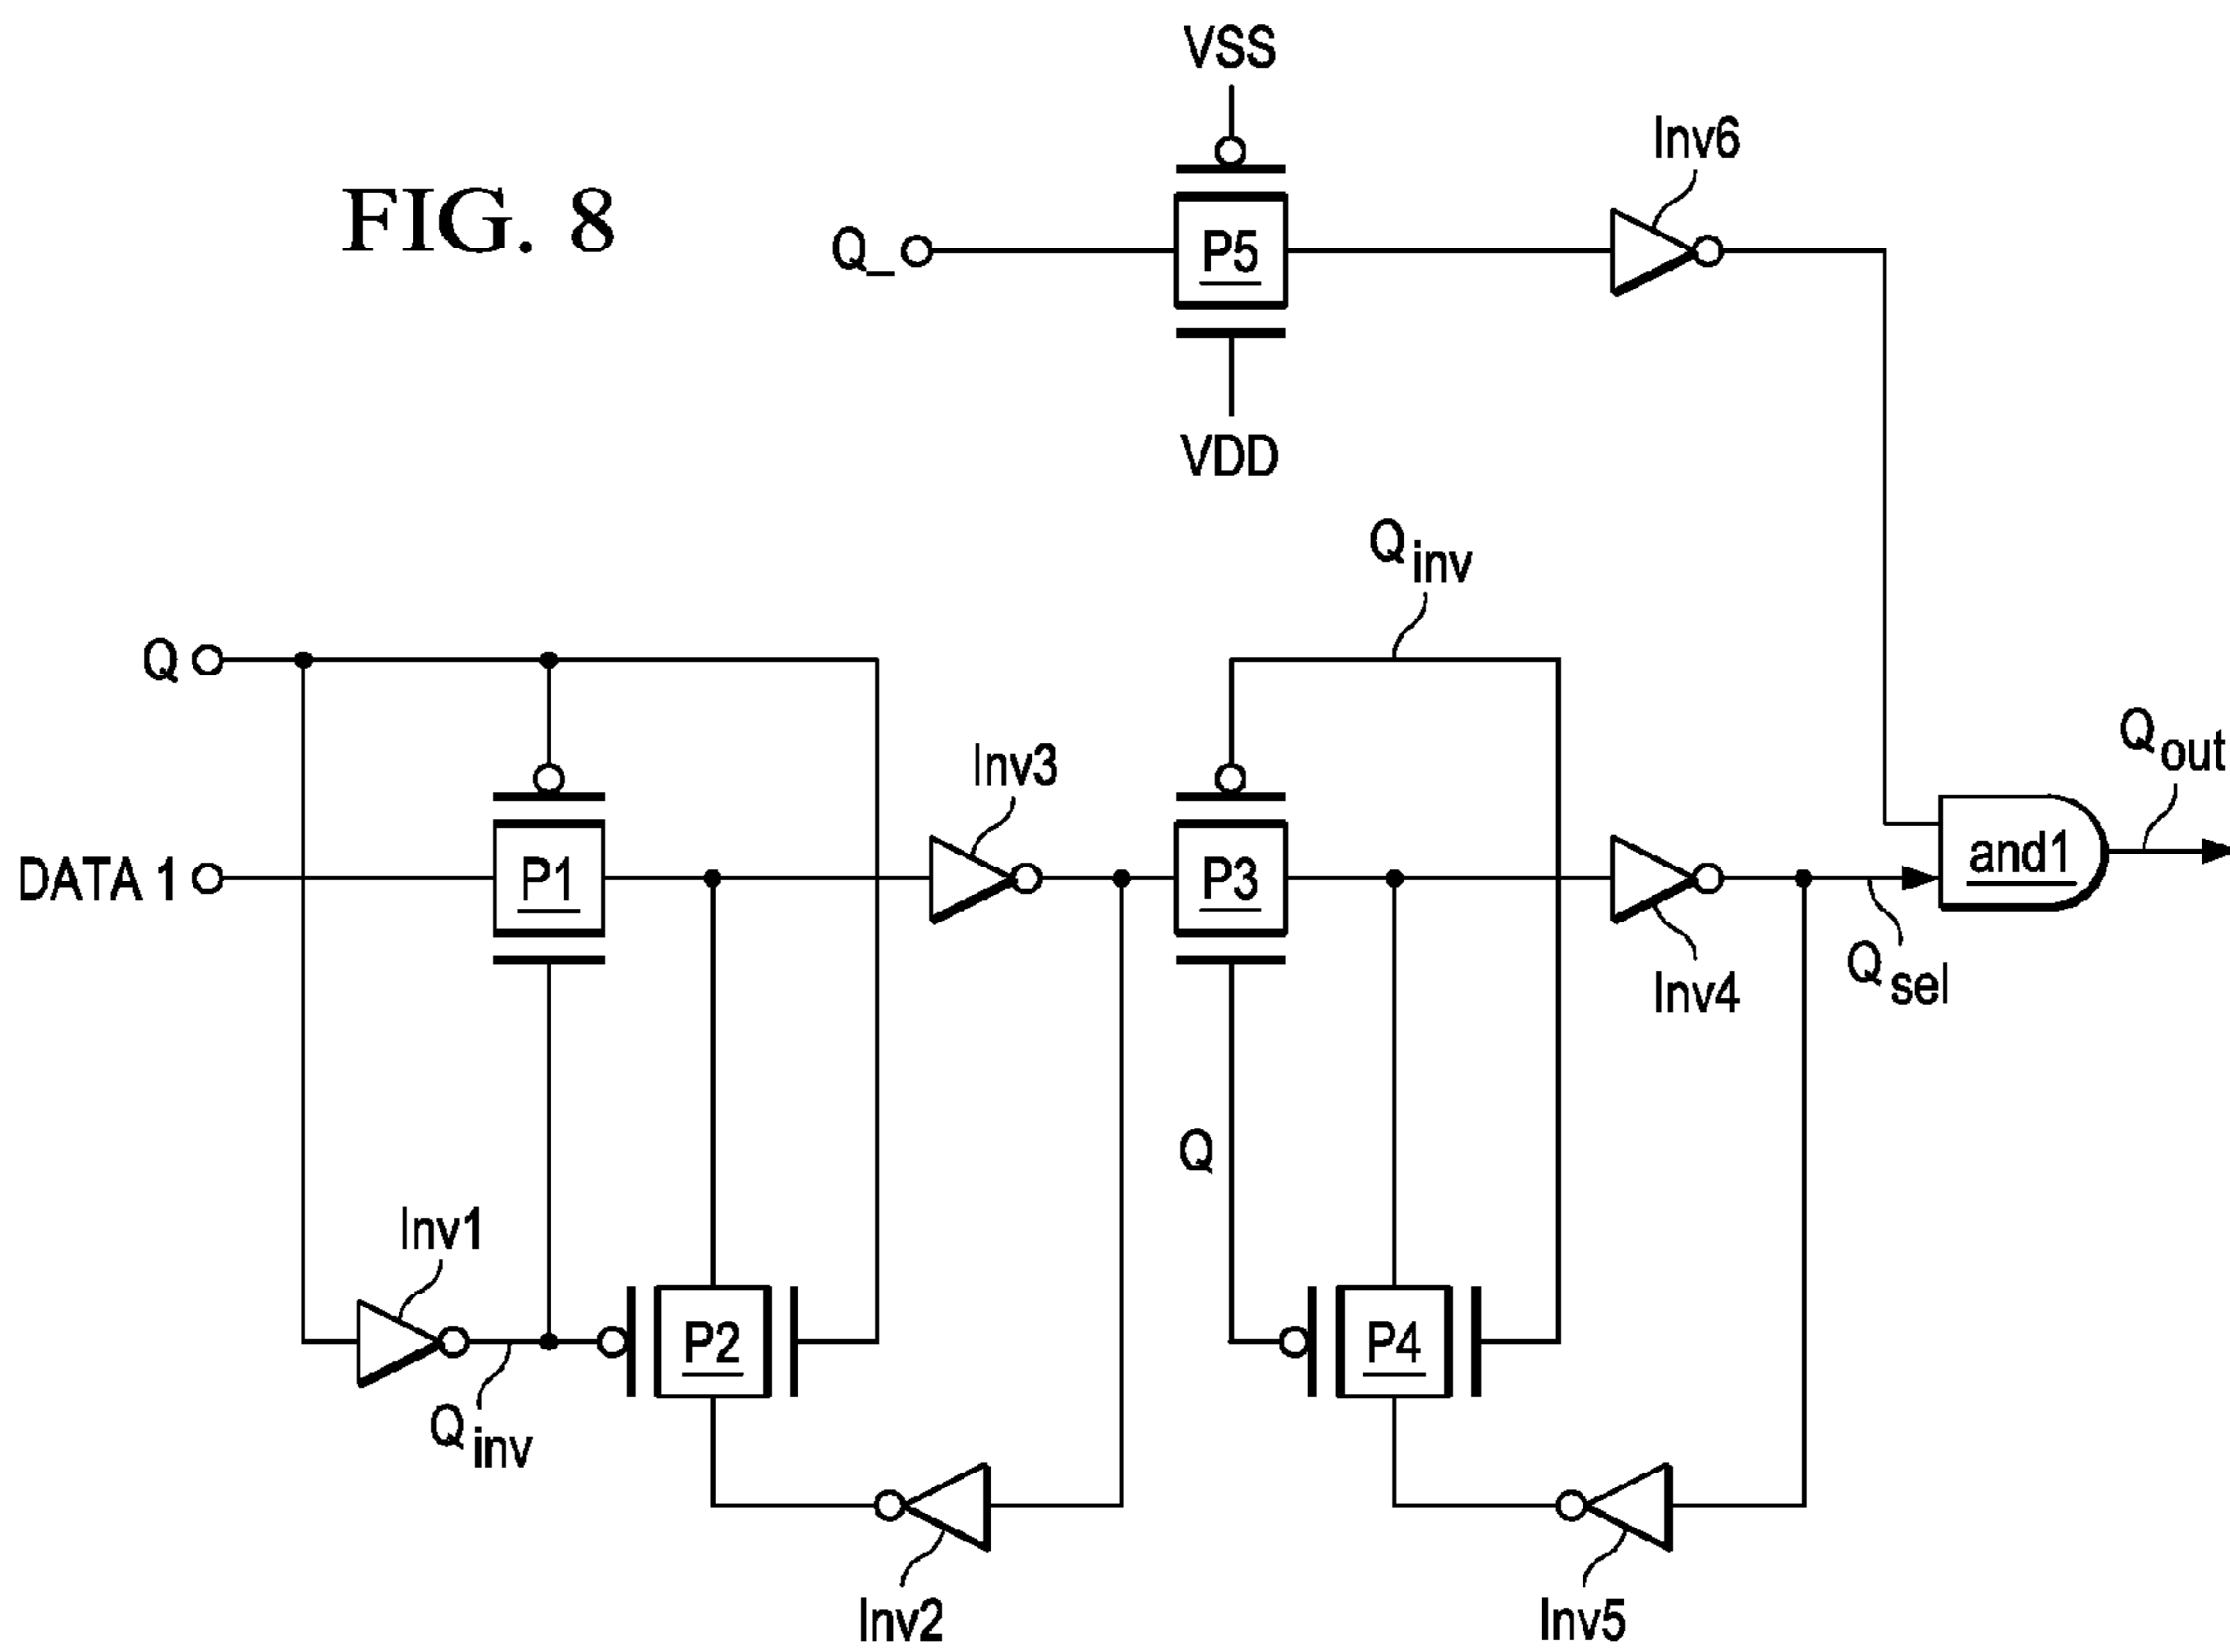 VSS
Inv6
FIG. 8
Q_
P5
VDD
Qinv
Q
Inv3
Qout
DATA 1
P1
P3
and1
Inv4
Qsel
Q
Inv1
P2
P4
Qinv
Inv2
Inv5